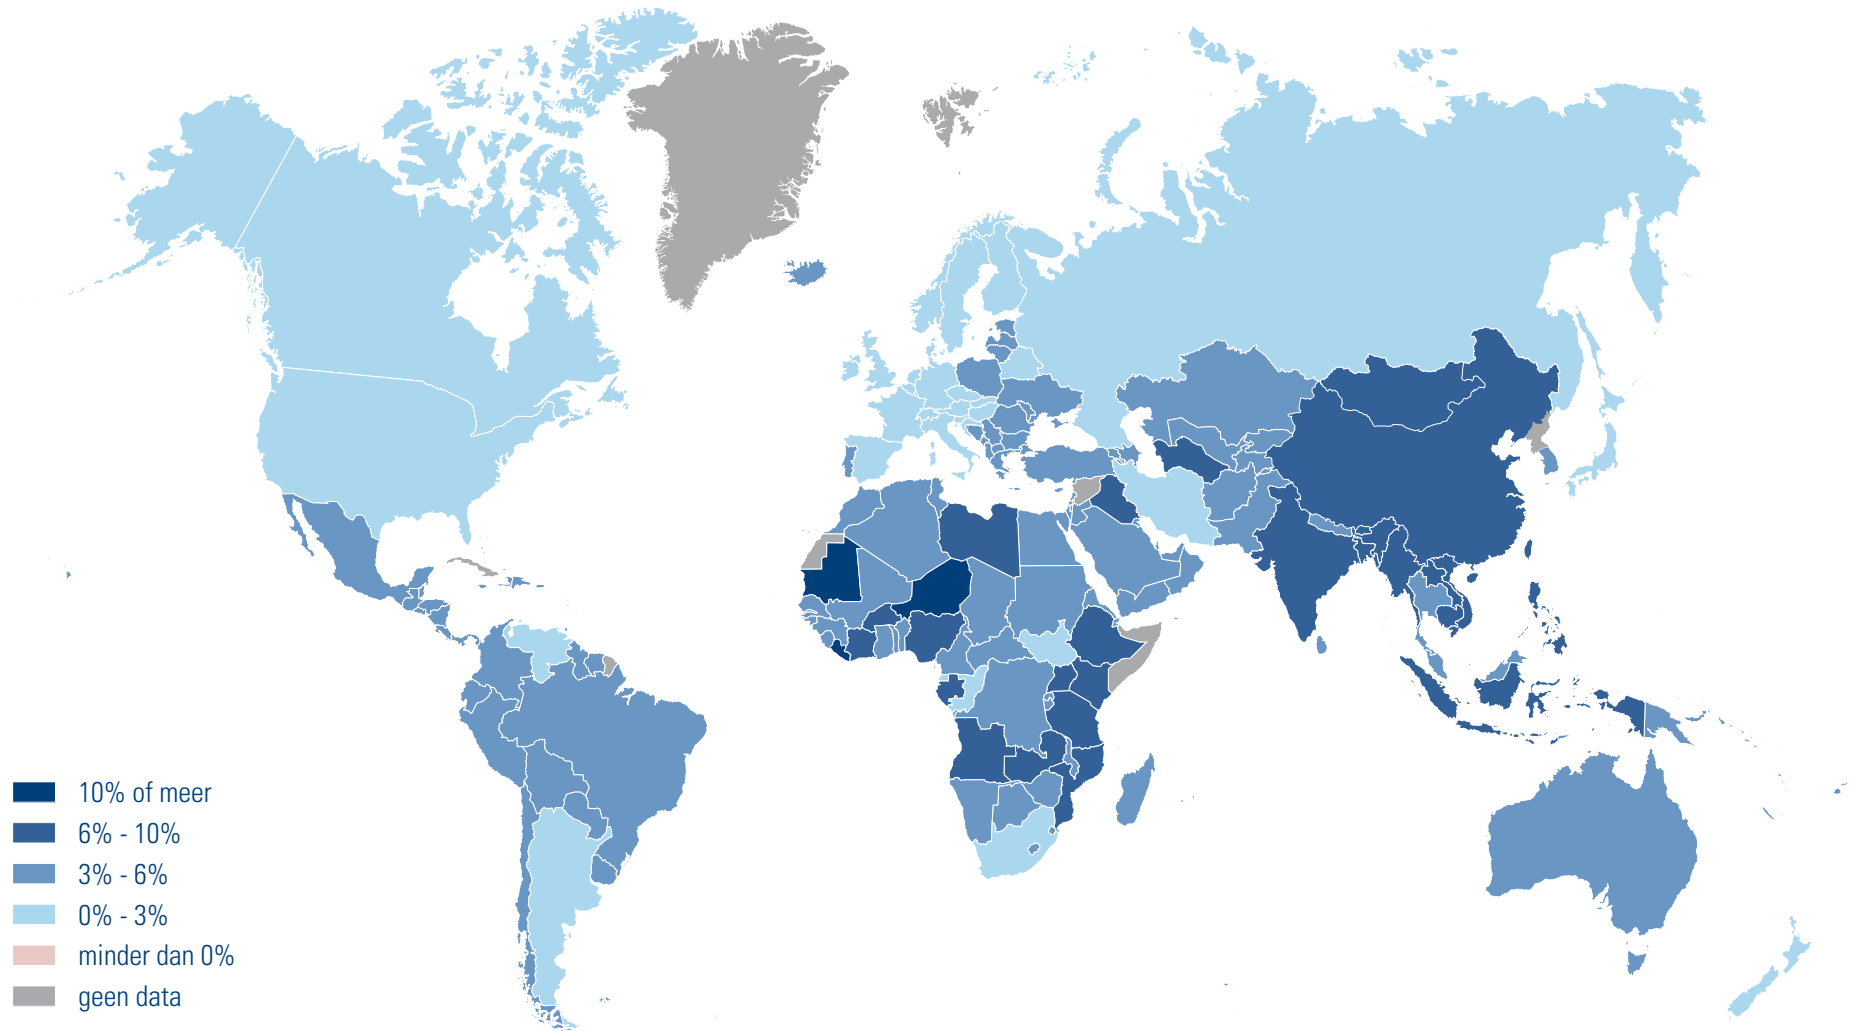 10% of meer
6% - 10%
3% - 6%
0% - 3%
minder dan 0%
geen data